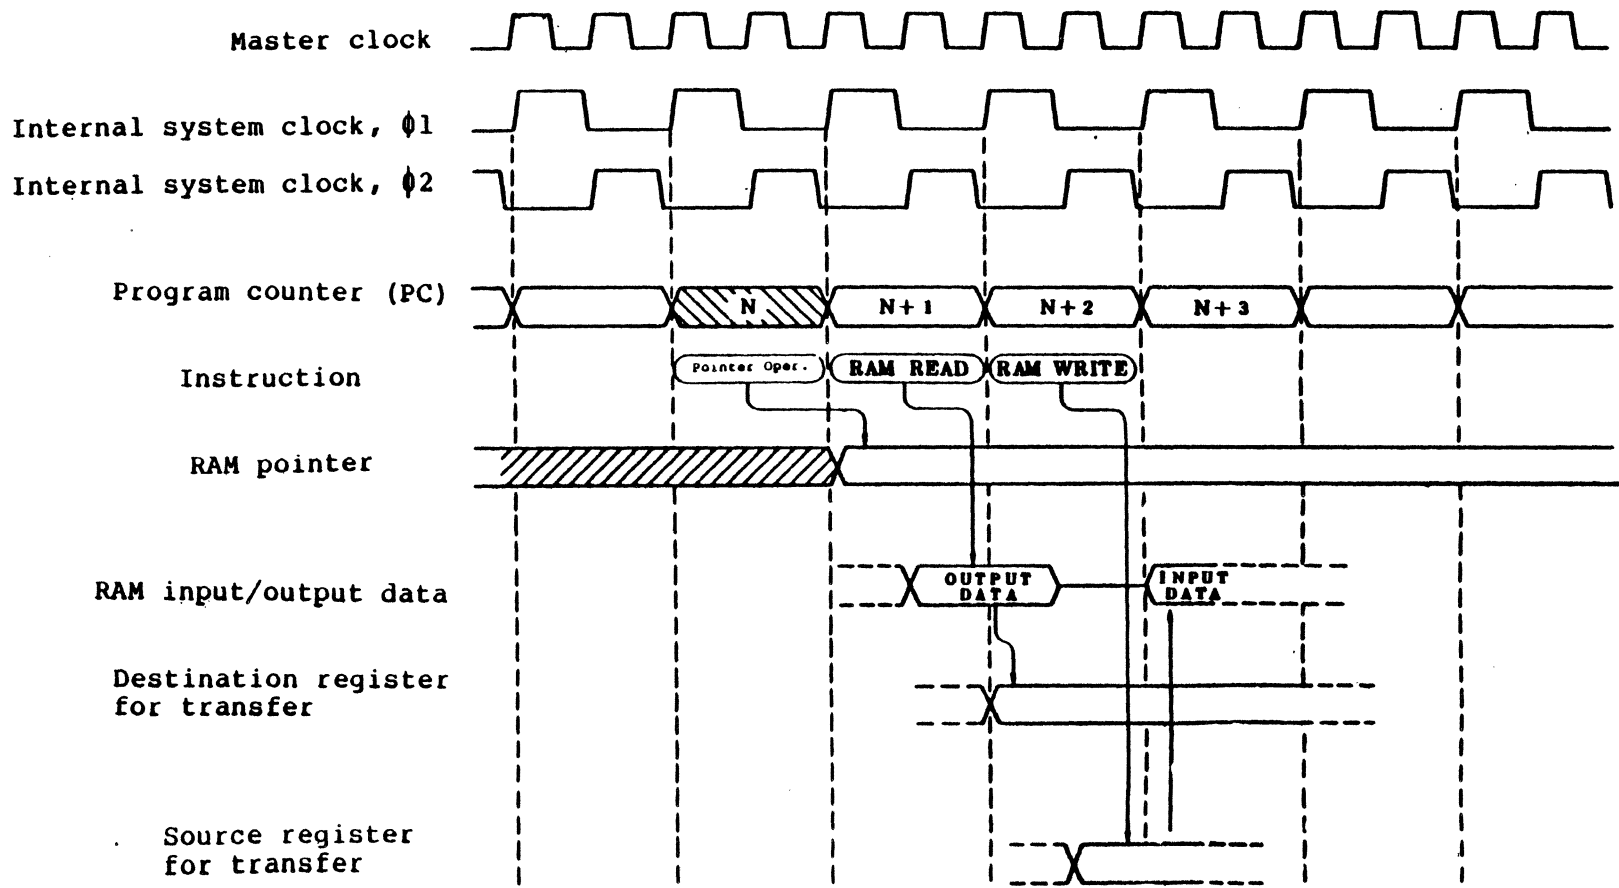 Master clock
Internal system clock, ϕ1
Internal system clock, ϕ2
Program counter (PC)
N
N+1
N+2
N+3
Instruction
Pointer Oper.
RAM READ
RAM WRITE
RAM pointer
RAM input/output data
OUTPUT
DATA
INPUT
DATA
Destination register
for transfer
Source register
for transfer